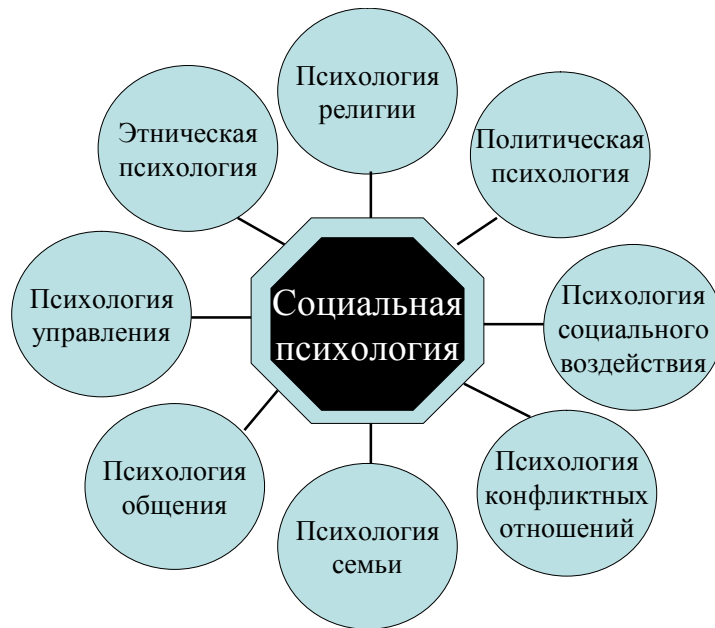 Психология
религии
Этническая
психология
Политическая
психология
Психология
управления
Социальная
психология
Психология
социального
воздействия
Психология
общения
Психология
конфликтных
отношений
Психология
семьи